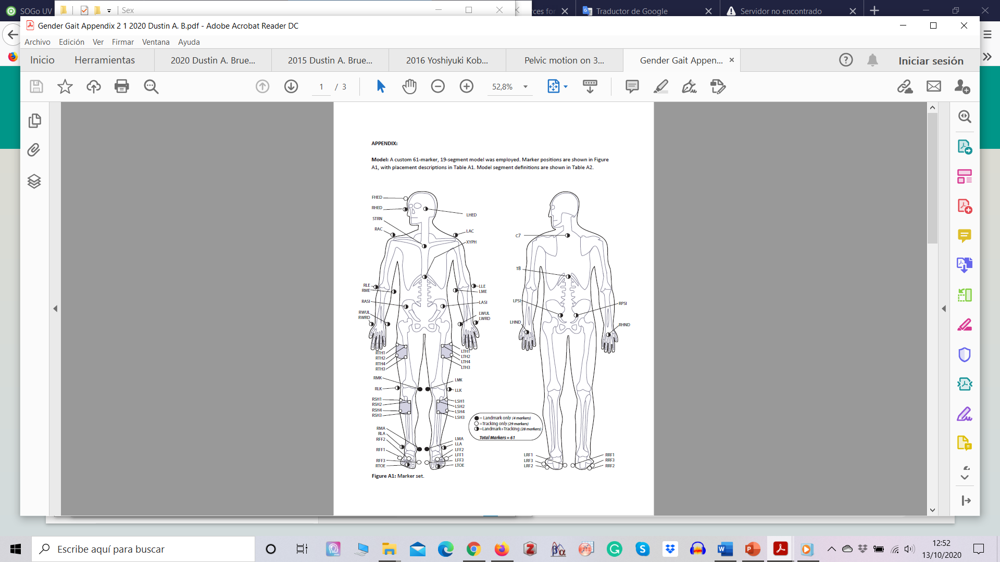 SOGo UV
Sex
rces for
Traductor de Google
Servidor no encontrado
Gender Gait Appendix 2 1 2020 Dustin A. B.pdf - Adobe Acrobat Reader DC
Archivo Edición Ver Firmar Ventana Ayuda
Inicio Herramientas 2020 Dustin A. Brue... 2015 Dustin A. Brue... 2016 Yoshiyuki Kob... Pelvic motion on 3... Gender Gait Appen... Iniciar sesión
1 / 3 52,8%
APPENDIX:
Model: A custom 61-marker, 19-segment model was employed. Marker positions are shown in Figure
A1, with placement descriptions in Table A1. Model segment definitions are shown in Table A2.
FHED
RHED
LHED
STRN
RAC
LAC
XYPH
C7
T8
RLE
RME
LLE
LME
RASI
LASI
LPSI
RPSI
RWUL
RWRD
LWUL
LWRD
LHND
RHND
RTH1
RTH2
RTH4
RTH3
LTH1
LTH2
LTH4
LTH3
RMK
LMK
RLK
LLK
RSH1
RSH2
RSH4
RSH3
LSH1
LSH2
LSH4
LSH3
= Landmark only (4 markers)
=Tracking only (29 markers)
=Landmark+Tracking (28 markers)
Total Markers = 61
RMA
RLA
RFF2
RFF1
RFF3
RTOE
LMA
LLA
LFF2
LFF1
LFF3
LTOE
LRF1
LRF3
LRF2
RRF1
RRF3
RRF2
Figure A1: Marker set.
Escribe aquí para buscar
12:52
13/10/2020